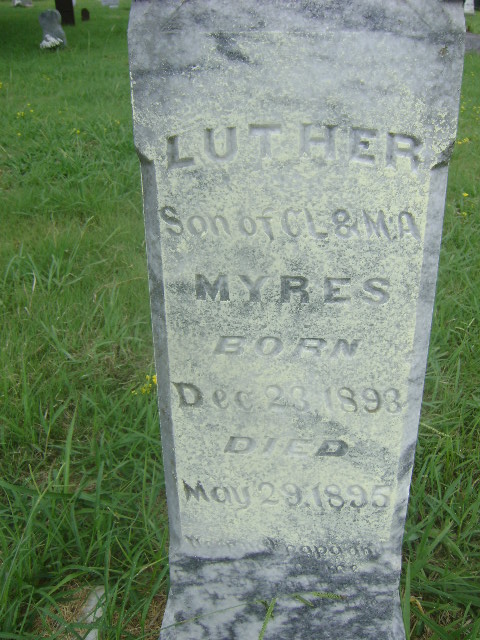 LUTHER
Son of C.L & M.A
MYRES
BORN
Dec. 23, 1893
DIED
May 29, 1895